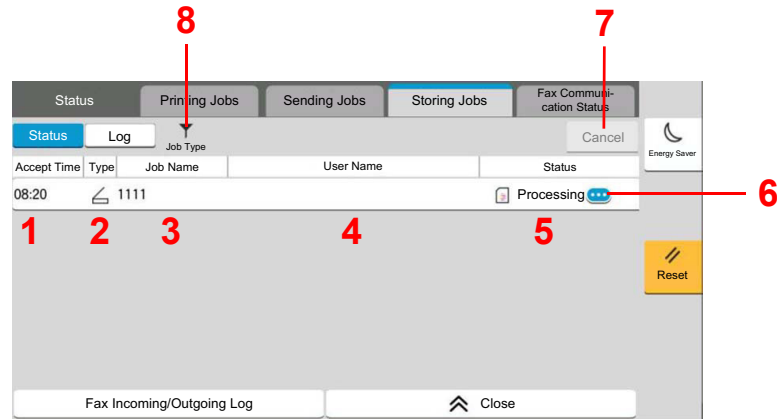 8
7
Status
Printing Jobs
Sending Jobs
Storing Jobs
Fax Communi-
cation Status
Status
Log
Job Type
Cancel
Energy Saver
Accept Time
Type
Job Name
User Name
Status
08:20
1111
Processing
6
1
2
3
4
5
Reset
Fax Incoming/Outgoing Log
Close